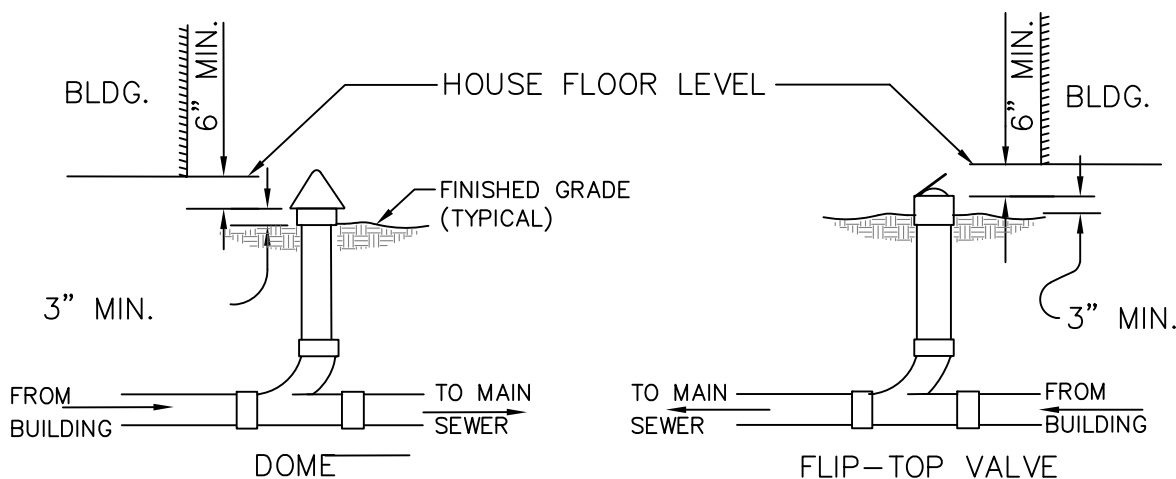 6” MIN.
BLDG.
HOUSE FLOOR LEVEL
6” MIN.
BLDG.
FINISHED GRADE
(TYPICAL)
3” MIN.
3” MIN.
FROM
BUILDING
TO MAIN
SEWER
TO MAIN
SEWER
FROM
BUILDING
DOME
FLIP-TOP VALVE